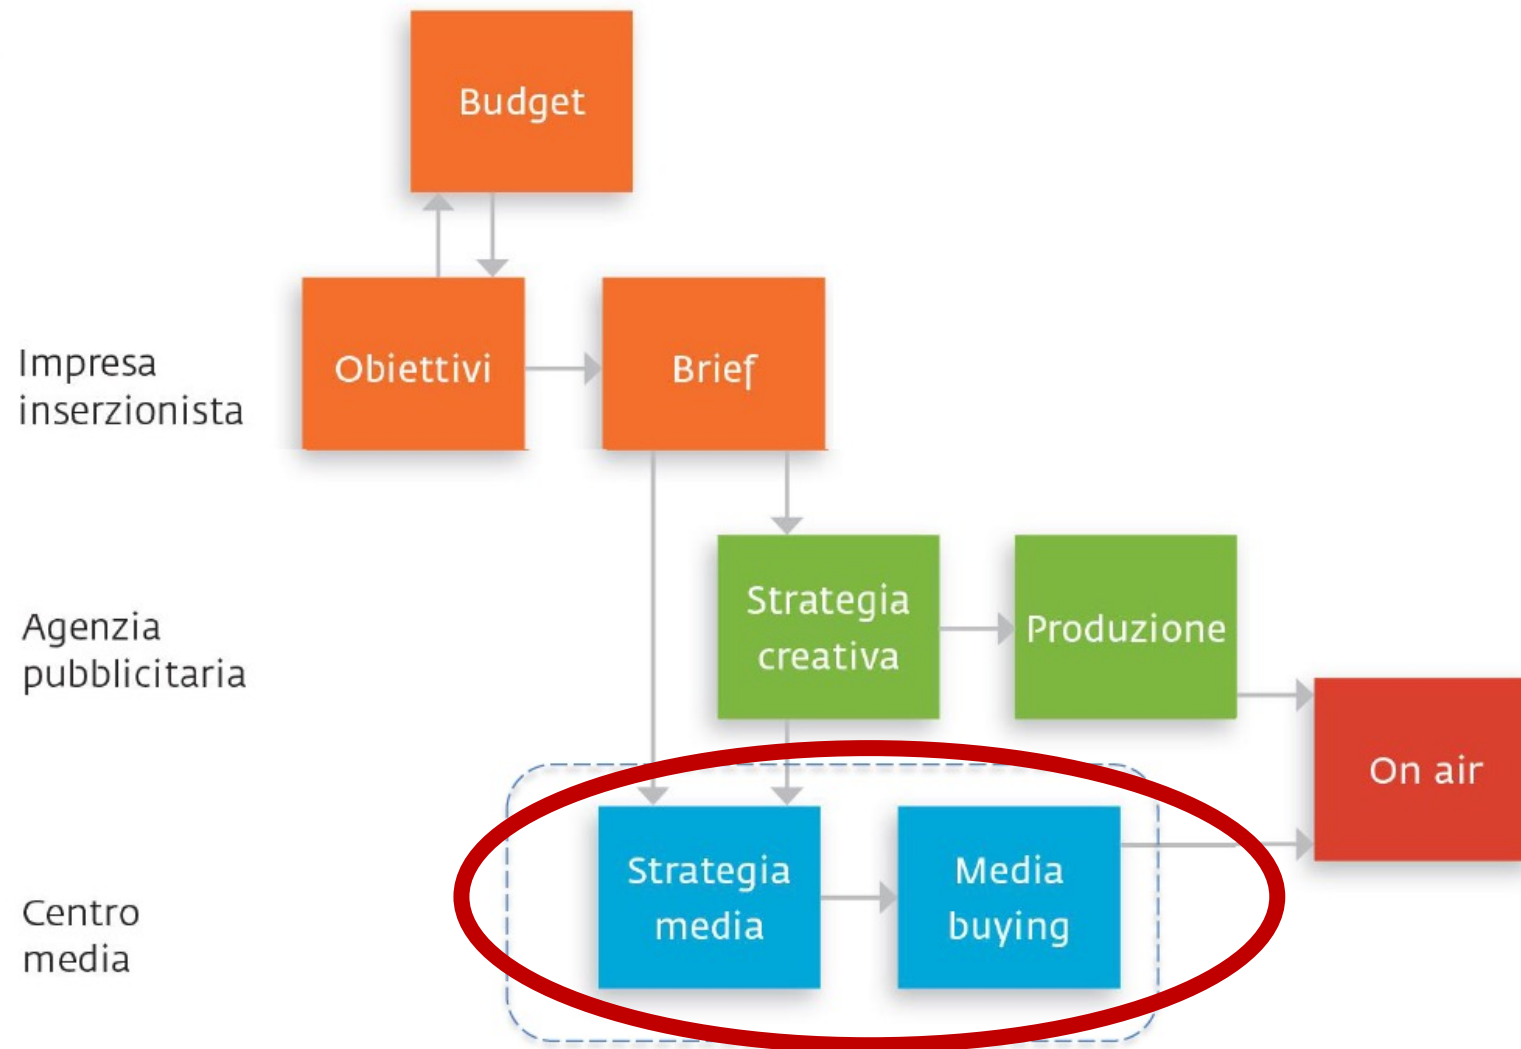 Budget
Impresa
inserzionista
Obiettivi
Brief
Agenzia
pubblicitaria
Strategia
creativa
Produzione
On air
Centro
media
Strategia
media
Media
buying